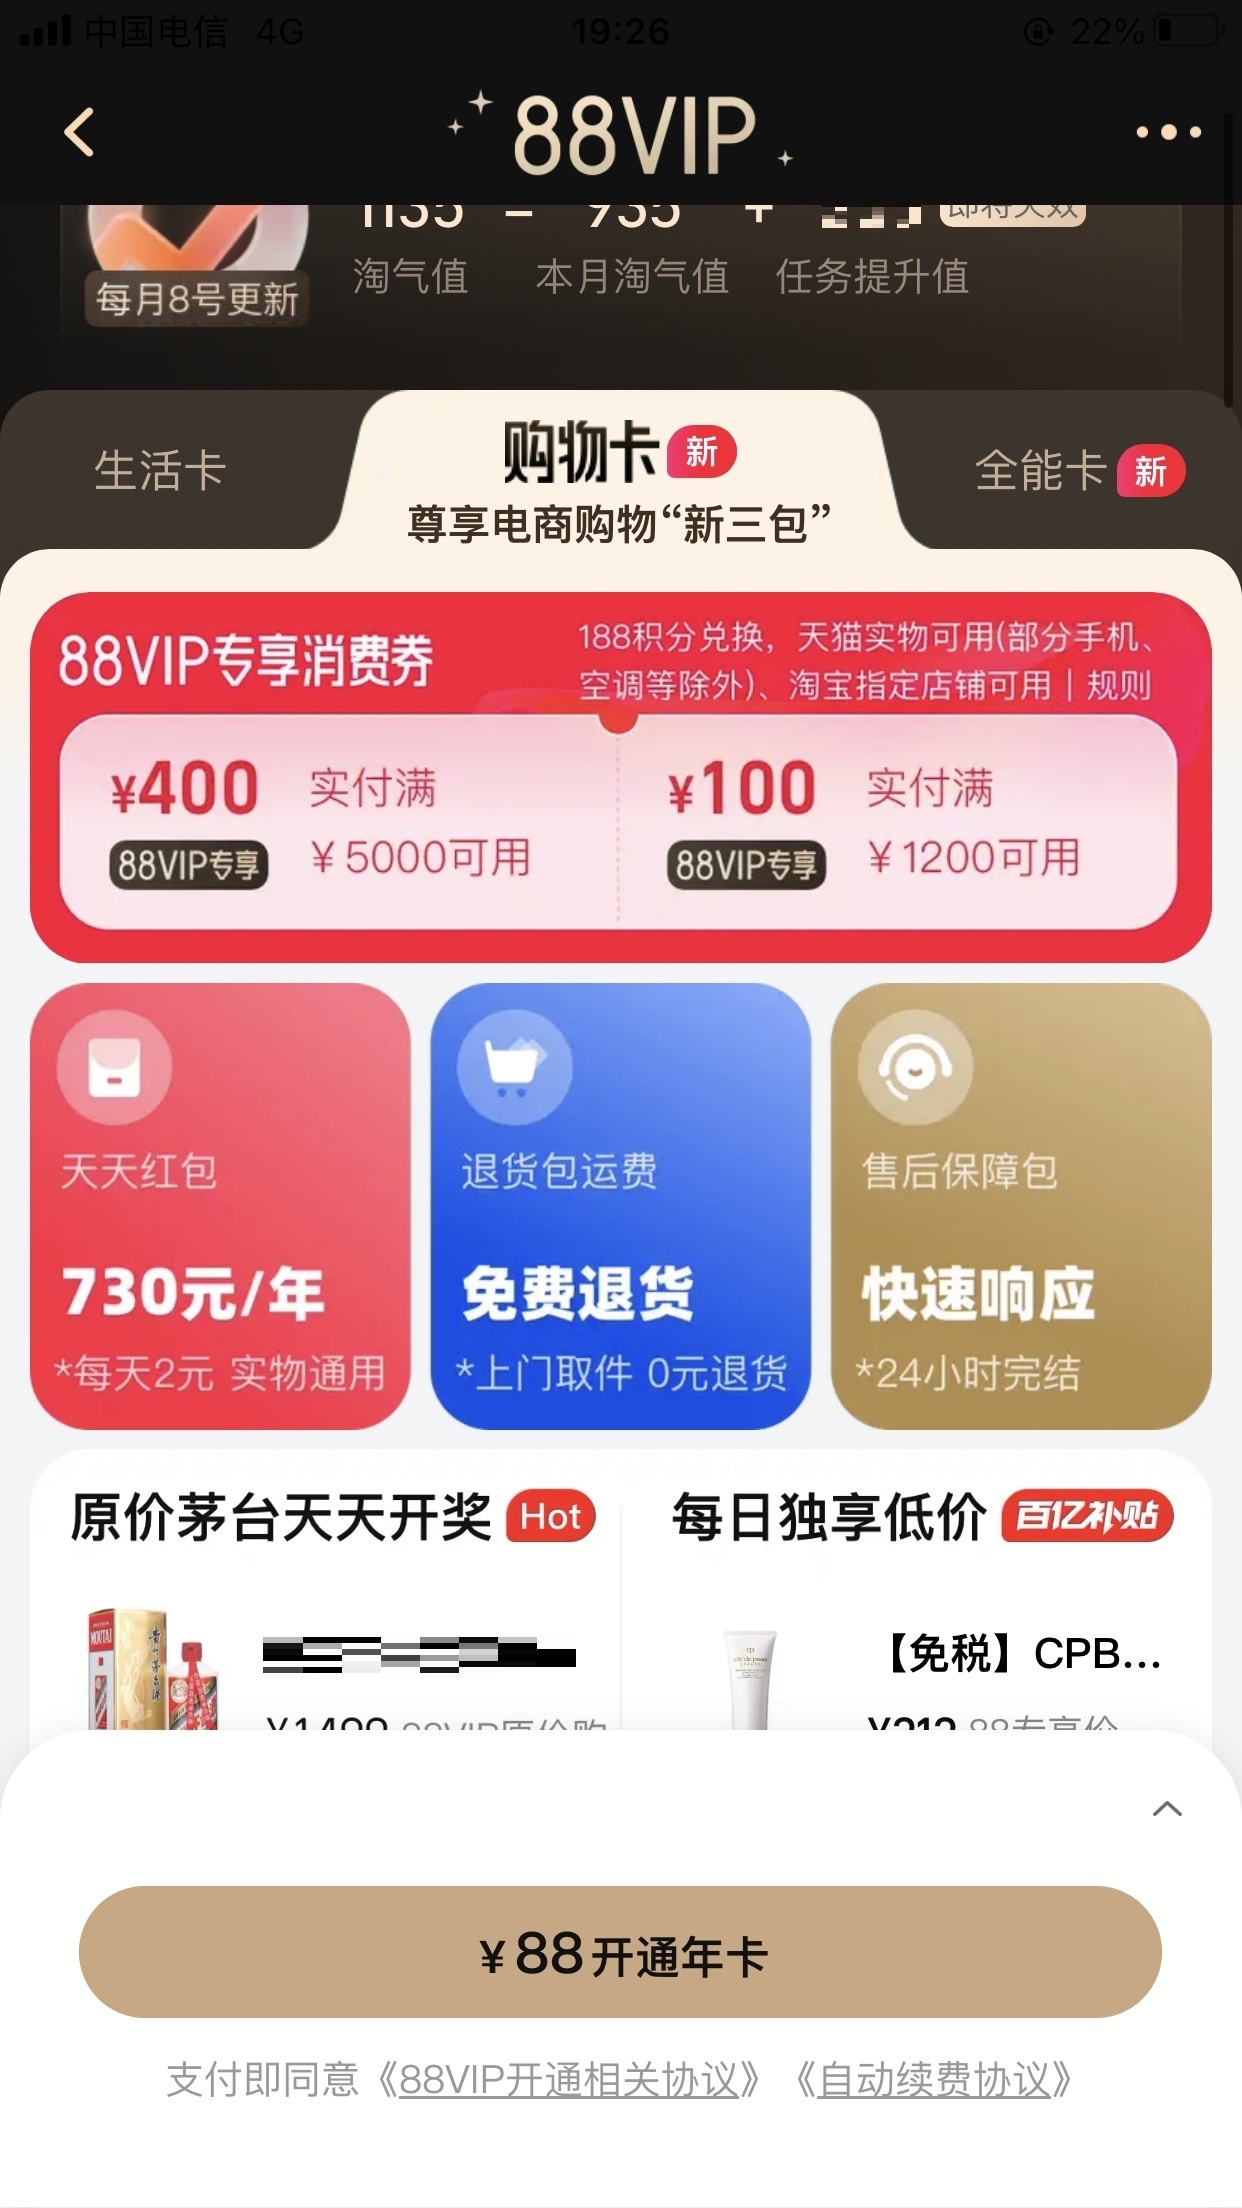 中国电信 4G 19:26 22%
88VIP
1135 = 935 +
淘气值 本月淘气值 任务提升值
每月8号更新
生活卡
购物卡 新
全能卡 新
尊享电商购物“新三包”
88VIP专享消费券
188积分兑换，天猫实物可用(部分手机、
空调等除外)、淘宝指定店铺可用 | 规则
¥400 实付满
88VIP专享 ¥5000可用
¥100 实付满
88VIP专享 ¥1200可用
天天红包
730元/年
*每天2元 实物通用
退货包运费
免费退货
*上门取件 0元退货
售后保障包
快速响应
*24小时完结
原价茅台天天开奖 Hot
每日独享低价 百亿补贴
MOUTAI
贵州茅台酒
【免税】CPB...
¥1499 88VIP原价购
¥212 88专享价
¥88开通年卡
支付即同意《88VIP开通相关协议》《自动续费协议》